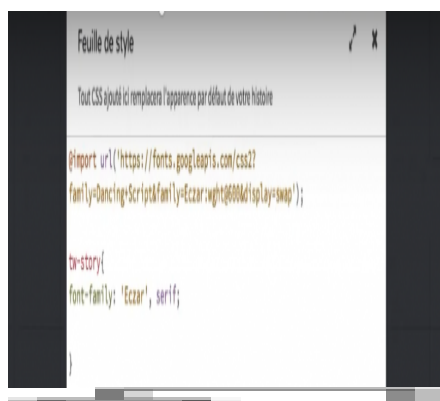 Feuille de style
Tout CSS ajouté ici remplacera l'apparence par défaut de votre histoire
@import url('https://fonts.googleapis.com/css2?
family=Dancing+Script&family=Eczar:wght@600&display=swap');
tw-story{
font-family: 'Eczar', serif;
}